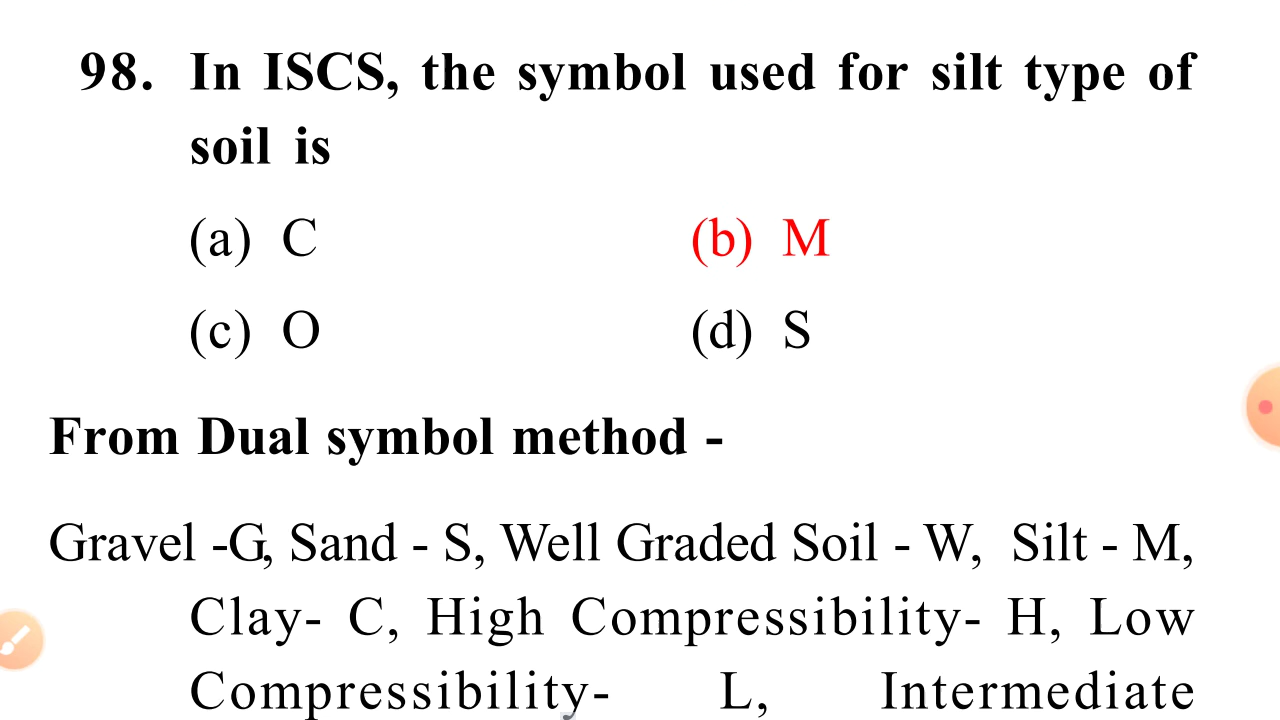 98. In ISCS, the symbol used for silt type of
soil is
(a) C (b) M
(c) O (d) S
From Dual symbol method -
Gravel -G, Sand - S, Well Graded Soil - W, Silt - M,
Clay- C, High Compressibility- H, Low
Compressibility- L, Intermediate